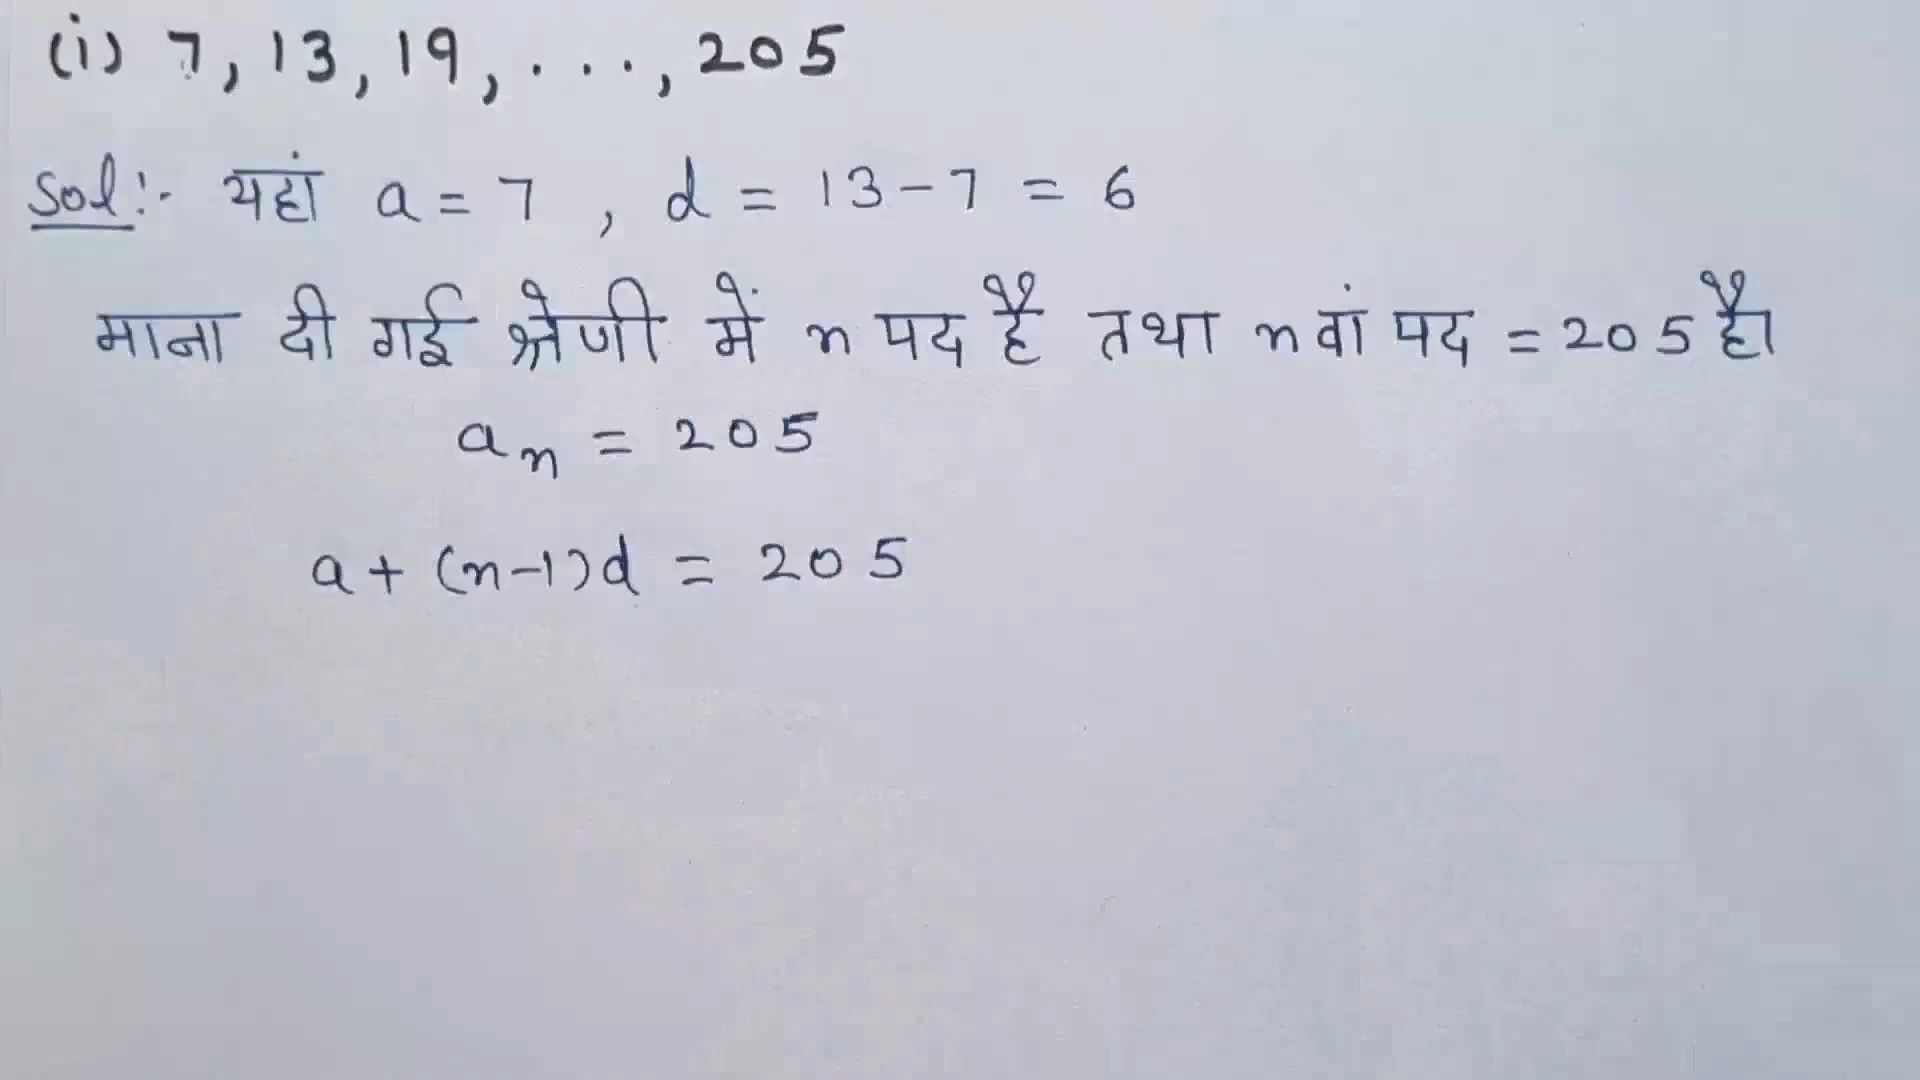 (i) 7, 13, 19, . . . . , 205
Sol:- यहां a = 7 , d = 13 - 7 = 6
माना दी गई श्रेणी में n पद है तथा n वां पद = 205 है।
aₙ = 205
a + (n-1)d = 205